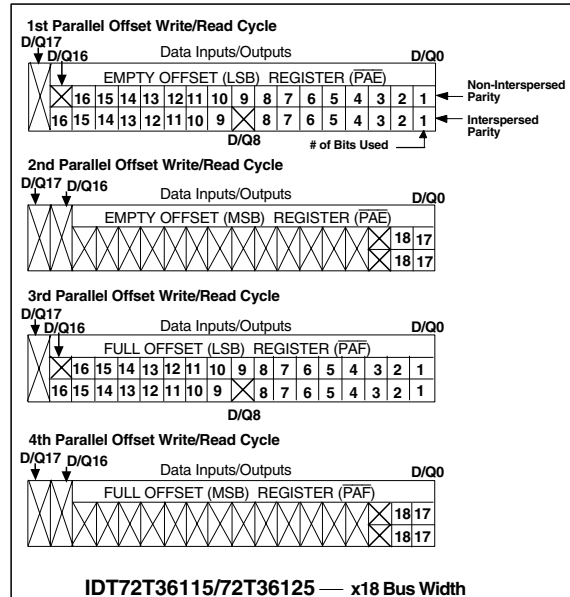 1st Parallel Offset Write/Read Cycle
D/Q17
D/Q16
Data Inputs/Outputs
D/Q0
EMPTY OFFSET (LSB) REGISTER (PAE)
16 15 14 13 12 11 10 9 8 7 6 5 4 3 2 1
Non-Interspersed Parity
16 15 14 13 12 11 10 9 8 7 6 5 4 3 2 1
Interspersed Parity
D/Q8
# of Bits Used
2nd Parallel Offset Write/Read Cycle
D/Q17
D/Q16
Data Inputs/Outputs
D/Q0
EMPTY OFFSET (MSB) REGISTER (PAE)
18 17
18 17
3rd Parallel Offset Write/Read Cycle
D/Q17
D/Q16
Data Inputs/Outputs
D/Q0
FULL OFFSET (LSB) REGISTER (PAF)
16 15 14 13 12 11 10 9 8 7 6 5 4 3 2 1
16 15 14 13 12 11 10 9 8 7 6 5 4 3 2 1
D/Q8
4th Parallel Offset Write/Read Cycle
D/Q17
D/Q16
Data Inputs/Outputs
D/Q0
FULL OFFSET (MSB) REGISTER (PAF)
18 17
18 17
IDT72T36115/72T36125 — x18 Bus Width